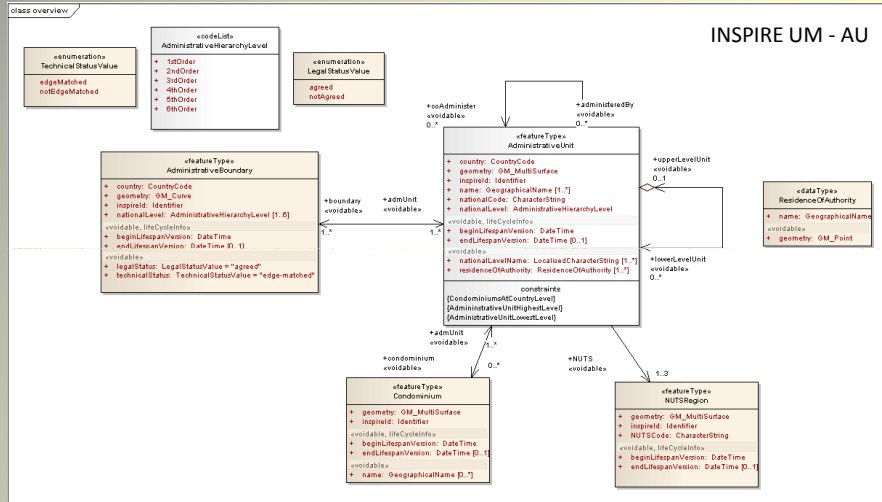 class overview
INSPIRE UM - AU
«enumeration»
TechnicalStatusValue
edgeMatched
notEdgeMatched
«codeList»
AdministrativeHierarchyLevel
+ 1stOrder
+ 2ndOrder
+ 3rdOrder
+ 4thOrder
+ 5thOrder
+ 6thOrder
«enumeration»
LegalStatusValue
agreed
notAgreed
+coAdminister
«voidable»
0..*
+administeredBy
«voidable»
0..*
«featureType»
AdministrativeUnit
+ country: CountryCode
+ geometry: GM_MultiSurface
+ inspireId: Identifier
+ name: GeographicalName [1..*]
+ nationalCode: CharacterString
+ nationalLevel: AdministrativeHierarchyLevel
«voidable, lifeCycleInfo»
+ beginLifespanVersion: DateTime
+ endLifespanVersion: DateTime [0..1]
«voidable»
+ nationalLevelName: LocalisedCharacterString [1..*]
+ residenceOfAuthority: ResidenceOfAuthority [1..*]
constraints
{CondominiumsAtCountryLevel}
{AdmininstrativeUnitHighestLevel}
{AdministrativeUnitLowestLevel}
«featureType»
AdministrativeBoundary
+ country: CountryCode
+ geometry: GM_Curve
+ inspireId: Identifier
+ nationalLevel: AdministrativeHierarchyLevel [1..6]
«voidable, lifeCycleInfo»
+ beginLifespanVersion: DateTime
+ endLifespanVersion: DateTime [0..1]
«voidable»
+ legalStatus: LegalStatusValue = "agreed"
+ technicalStatus: TechnicalStatusValue = "edge-matched"
+boundary
«voidable»
1..*
+admUnit
«voidable»
1..*
+upperLevelUnit
«voidable»
0..1
+lowerLevelUnit
«voidable»
0..*
«dataType»
ResidenceOfAuthority
+ name: GeographicalName
«voidable»
+ geometry: GM_Point
+admUnit
«voidable»
1..*
+condominium
«voidable»
0..*
+NUTS
«voidable»
1..3
«featureType»
Condominium
+ geometry: GM_MultiSurface
+ inspireId: Identifier
«voidable, lifeCycleInfo»
+ beginLifespanVersion: DateTime
+ endLifespanVersion: DateTime [0..1]
«voidable»
+ name: GeographicalName [0..*]
«featureType»
NUTSRegion
+ geometry: GM_MultiSurface
+ inspireId: Identifier
+ NUTSCode: CharacterString
«voidable, lifeCycleInfo»
+ beginLifespanVersion: DateTime
+ endLifespanVersion: DateTime [0..1]